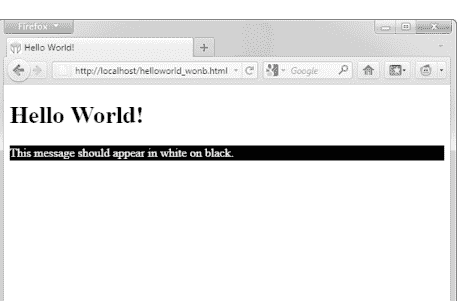 Firefox
Hello World!
http://localhost/helloworld_wonb.html
Google
Hello World!
This message should appear in white on black.